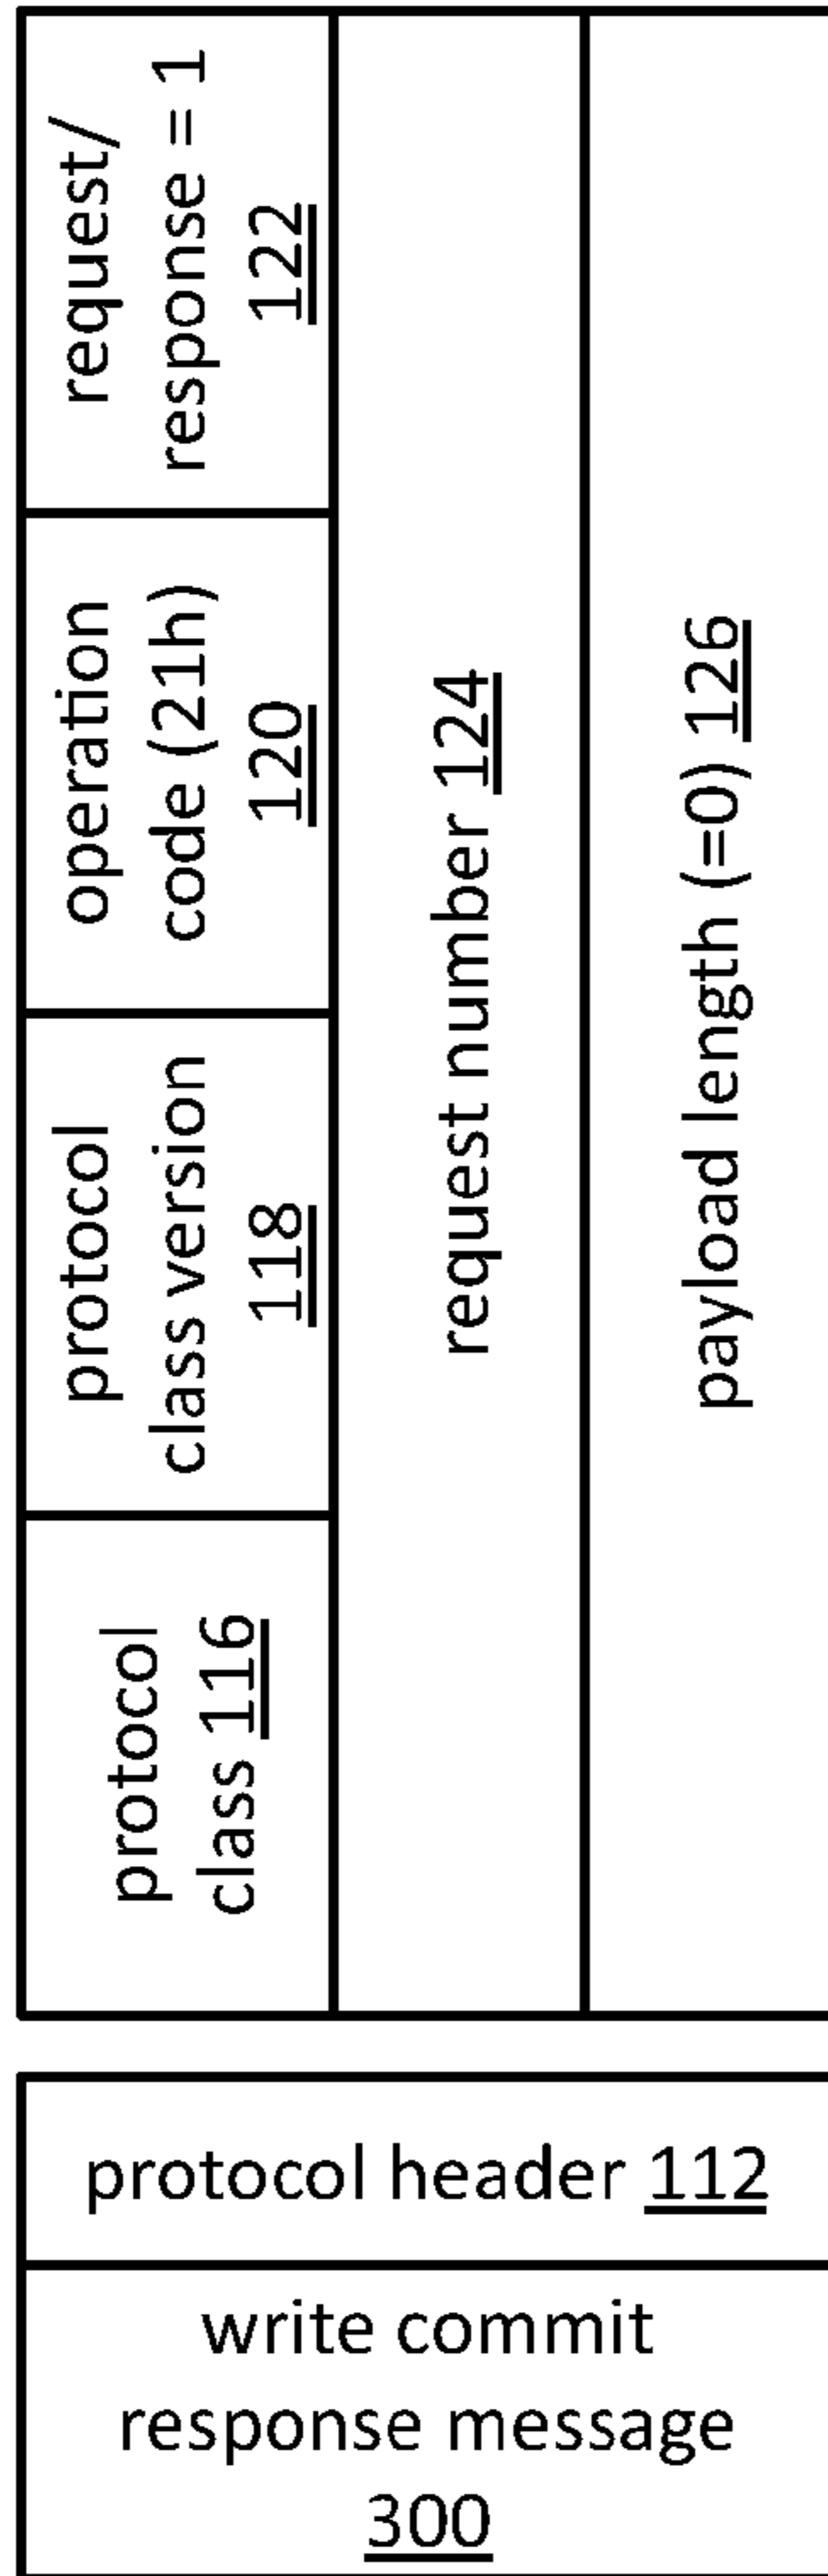 protocol
class 116
protocol
class version
118
operation
code (21h)
120
request/
response = 1
122
request number 124
payload length (=0) 126
protocol header 112
write commit
response message
300